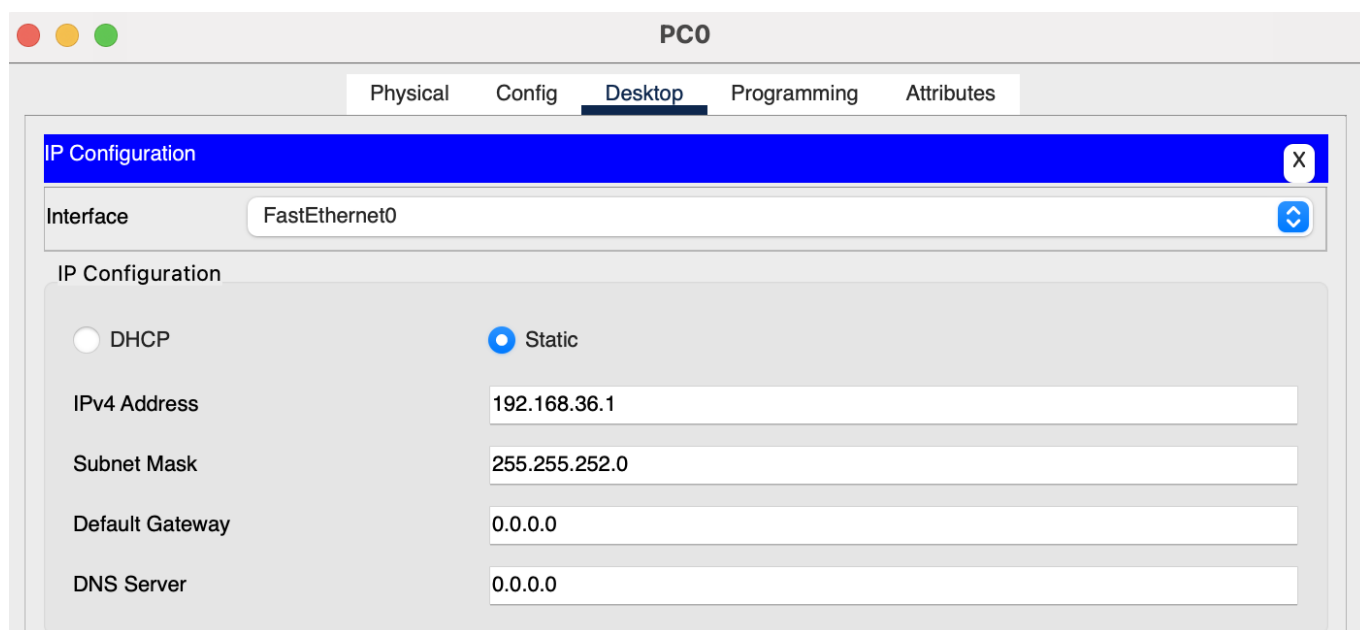 PC0
Physical Config Desktop Programming Attributes
IP Configuration X
Interface FastEthernet0
IP Configuration
DHCP Static
IPv4 Address 192.168.36.1
Subnet Mask 255.255.252.0
Default Gateway 0.0.0.0
DNS Server 0.0.0.0